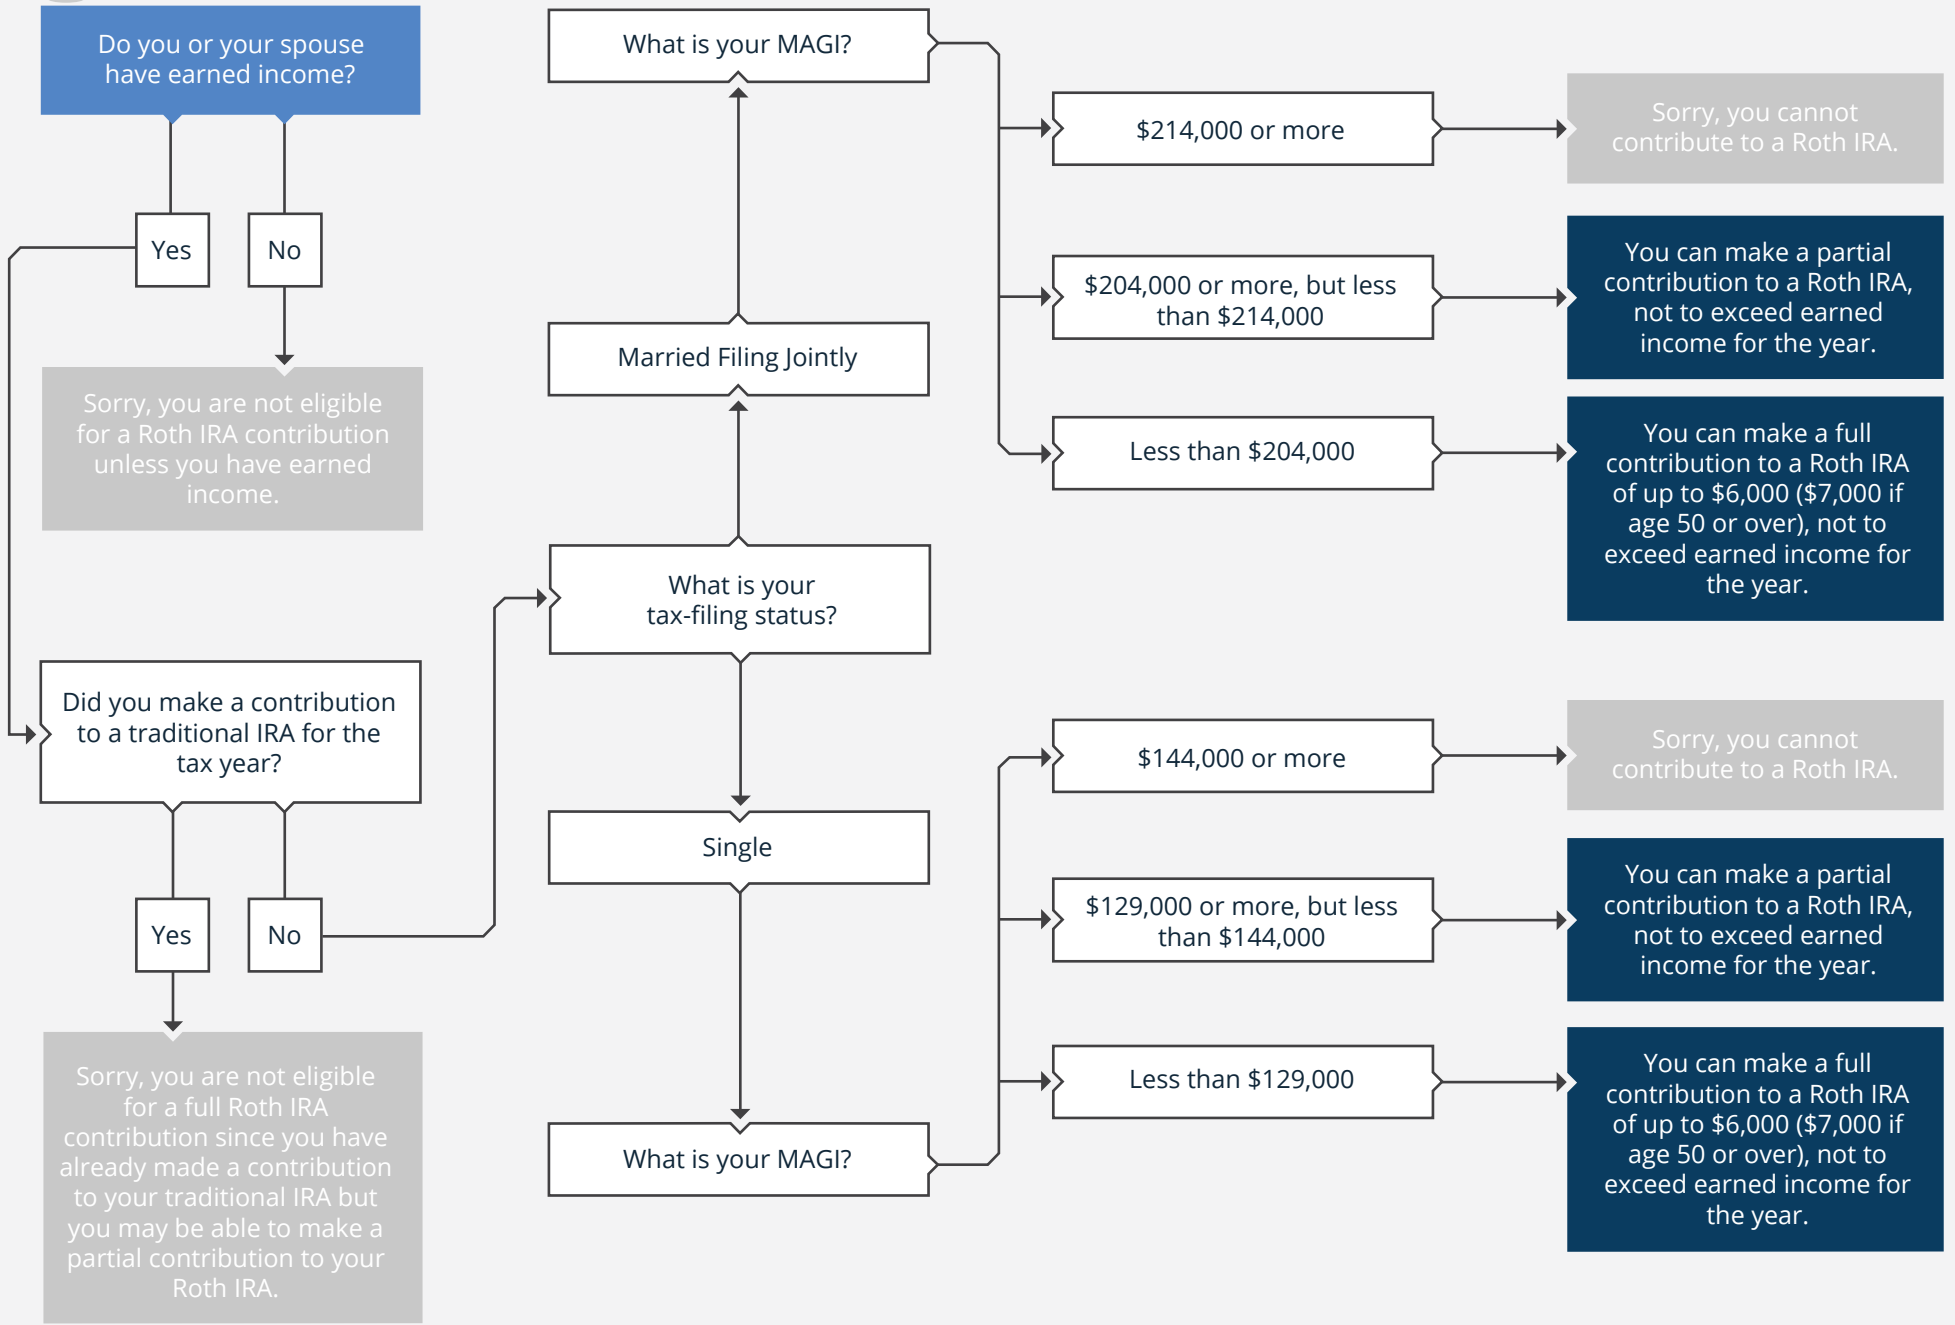 Do you or your spouse
have earned income?
Yes
No
Sorry, you are not eligible
for a Roth IRA contribution
unless you have earned
income.
Did you make a contribution
to a traditional IRA for the
tax year?
Yes
No
Sorry, you are not eligible
for a full Roth IRA
contribution since you have
already made a contribution
to your traditional IRA but
you may be able to make a
partial contribution to your
Roth IRA.
What is your
tax-filing status?
Married Filing Jointly
What is your MAGI?
$214,000 or more
Sorry, you cannot
contribute to a Roth IRA.
$204,000 or more, but less
than $214,000
You can make a partial
contribution to a Roth IRA,
not to exceed earned
income for the year.
Less than $204,000
You can make a full
contribution to a Roth IRA
of up to $6,000 ($7,000 if
age 50 or over), not to
exceed earned income for
the year.
Single
What is your MAGI?
$144,000 or more
Sorry, you cannot
contribute to a Roth IRA.
$129,000 or more, but less
than $144,000
You can make a partial
contribution to a Roth IRA,
not to exceed earned
income for the year.
Less than $129,000
You can make a full
contribution to a Roth IRA
of up to $6,000 ($7,000 if
age 50 or over), not to
exceed earned income for
the year.